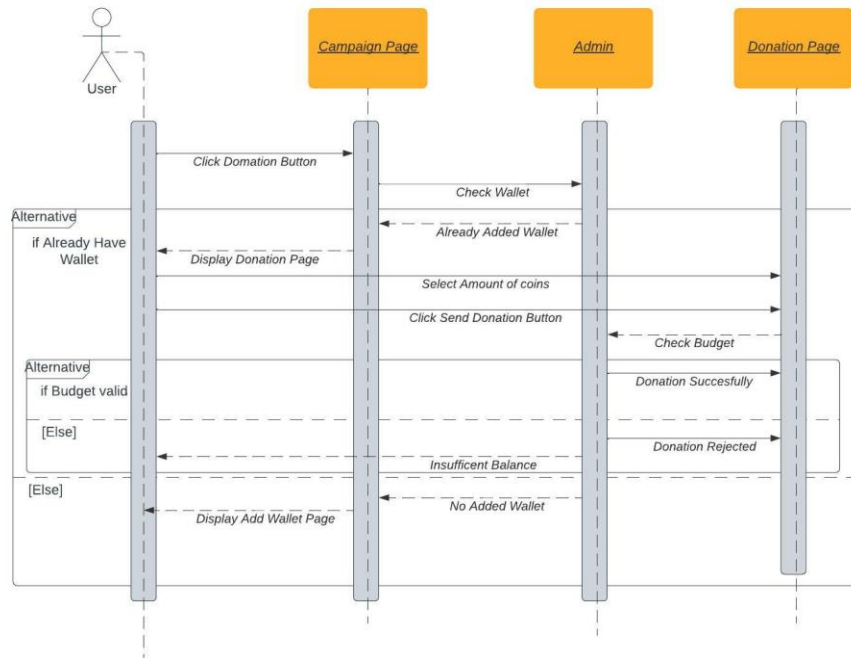 Campaign Page
Admin
Donation Page
User
Click Domation Button
Check Wallet
Alternative
Already Added Wallet
if Already Have
Wallet
Display Donation Page
Select Amount of coins
Click Send Donation Button
Check Budget
Alternative
Donation Succesfully
if Budget valid
[Else]
Donation Rejected
Insufficent Balance
[Else]
No Added Wallet
Display Add Wallet Page